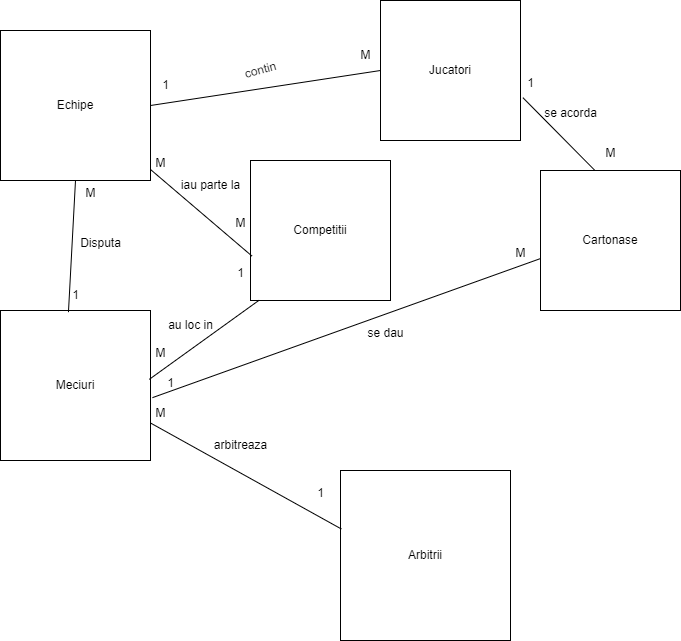 Echipe
1
contin
M
Jucatori
1
se acorda
M
Cartonase
M
iau parte la
M
Competitii
M
Disputa
1
1
au loc in
M
M
se dau
1
Meciuri
M
arbitreaza
1
Arbitrii